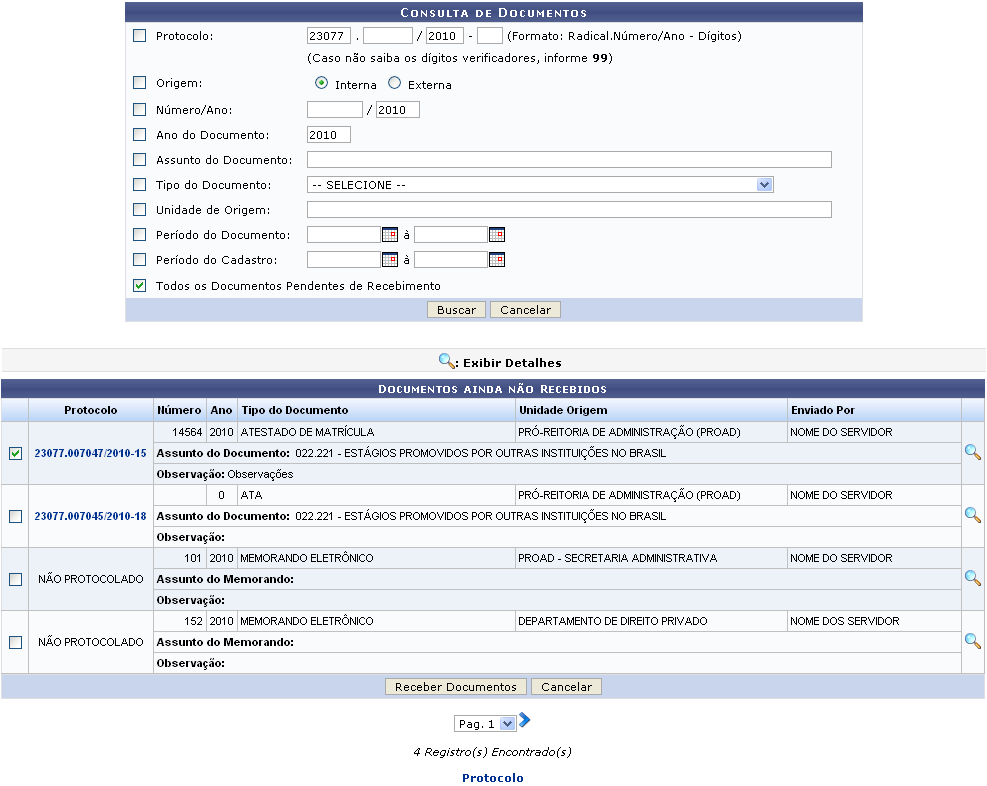 CONSULTA DE DOCUMENTOS
Protocolo: 23077 . / 2010 - (Formato: Radical.Número/Ano - Dígitos)
(Caso não saiba os dígitos verificadores, informe 99)
Origem: Interna Externa
Número/Ano: / 2010
Ano do Documento: 2010
Assunto do Documento:
Tipo do Documento: -- SELECIONE --
Unidade de Origem:
Período do Documento: à
Período do Cadastro: à
Todos os Documentos Pendentes de Recebimento
Buscar Cancelar
: Exibir Detalhes
DOCUMENTOS AINDA NÃO RECEBIDOS
Protocolo Número Ano Tipo do Documento Unidade Origem Enviado Por
14564 2010 ATESTADO DE MATRÍCULA PRÓ-REITORIA DE ADMINISTRAÇÃO (PROAD) NOME DO SERVIDOR
23077.007047/2010-15 Assunto do Documento: 022.221 - ESTÁGIOS PROMOVIDOS POR OUTRAS INSTITUIÇÕES NO BRASIL
Observação: Observações
0 ATA PRÓ-REITORIA DE ADMINISTRAÇÃO (PROAD) NOME DO SERVIDOR
23077.007045/2010-18 Assunto do Documento: 022.221 - ESTÁGIOS PROMOVIDOS POR OUTRAS INSTITUIÇÕES NO BRASIL
Observação:
101 2010 MEMORANDO ELETRÔNICO PROAD - SECRETARIA ADMINISTRATIVA NOME DO SERVIDOR
NÃO PROTOCOLADO Assunto do Memorando:
Observação:
152 2010 MEMORANDO ELETRÔNICO DEPARTAMENTO DE DIREITO PRIVADO NOME DOS SERVIDOR
NÃO PROTOCOLADO Assunto do Memorando:
Observação:
Receber Documentos Cancelar
Pag. 1
4 Registro(s) Encontrado(s)
Protocolo